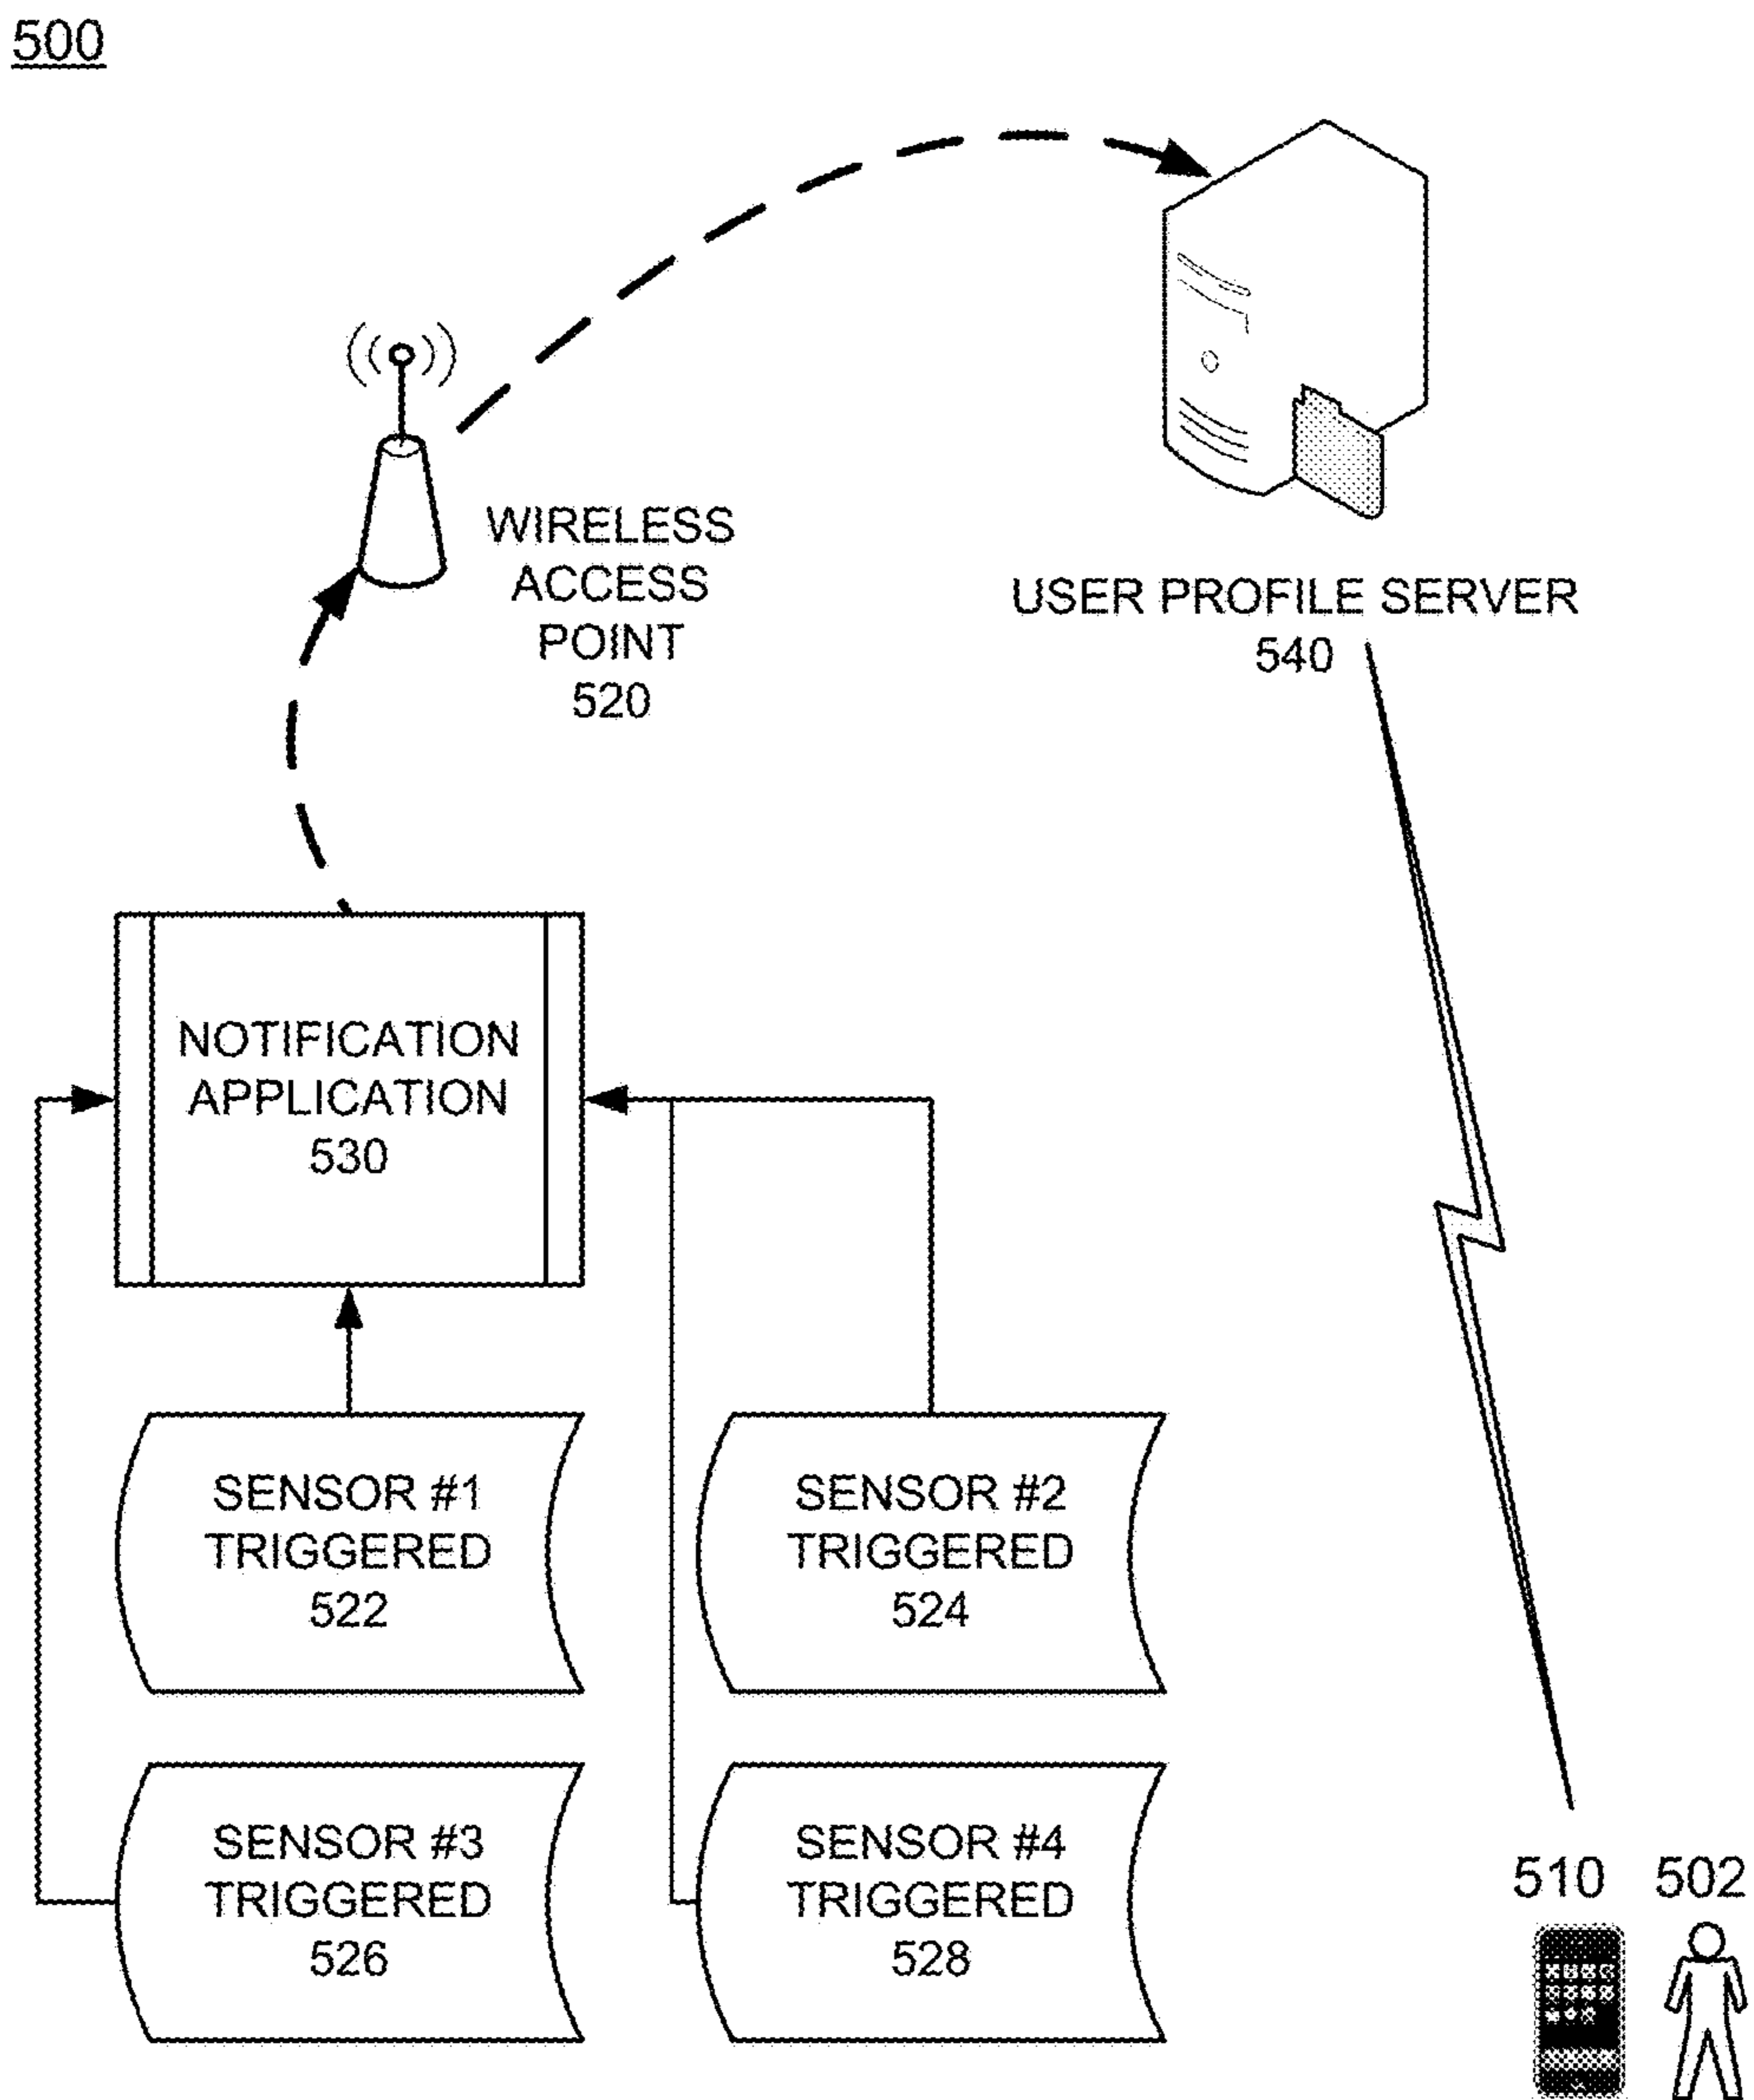 500
WIRELESS
ACCESS
POINT
520
USER PROFILE SERVER
540
NOTIFICATION
APPLICATION
530
SENSOR #1
TRIGGERED
522
SENSOR #2
TRIGGERED
524
SENSOR #3
TRIGGERED
526
SENSOR #4
TRIGGERED
528
510
502